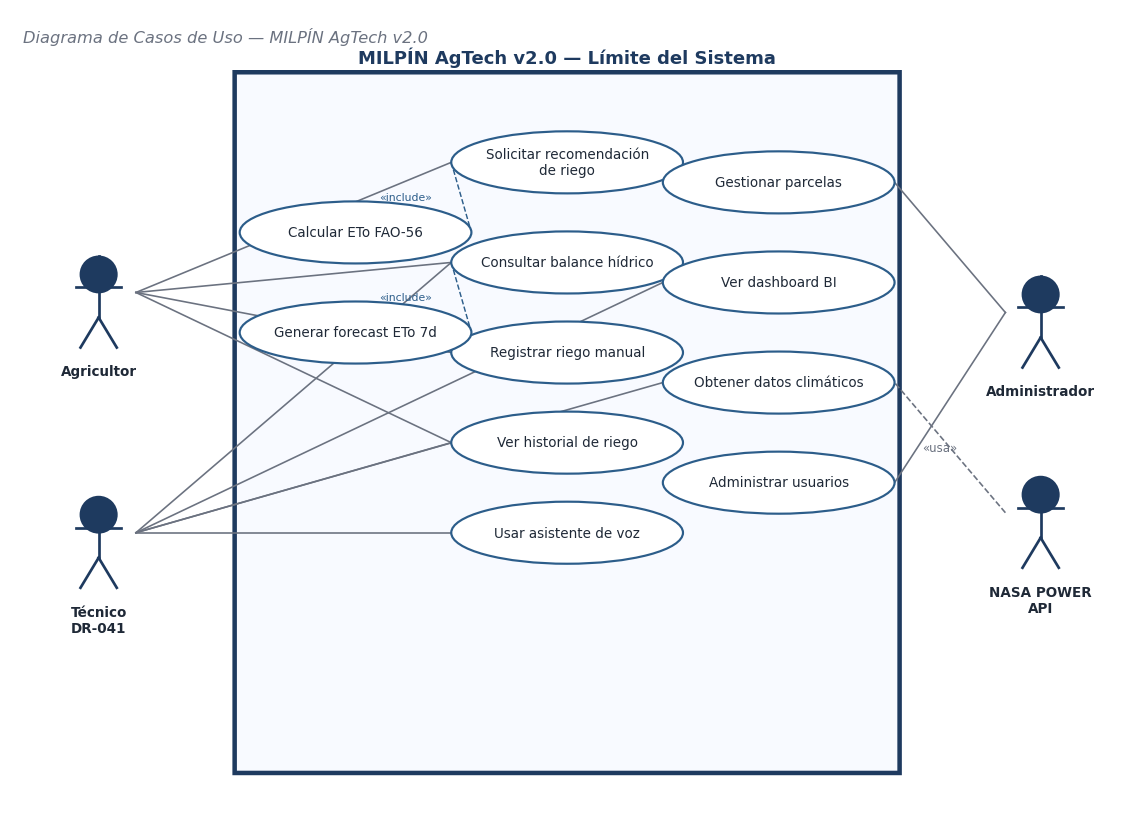 Diagrama de Casos de Uso — MILPÍN AgTech v2.0
MILPÍN AgTech v2.0 — Límite del Sistema
Solicitar recomendación
de riego
Gestionar parcelas
«include»
Calcular ETo FAO-56
Consultar balance hídrico
Ver dashboard BI
«include»
Generar forecast ETo 7d
Registrar riego manual
Obtener datos climáticos
Agricultor
Administrador
Ver historial de riego
«usa»
Administrar usuarios
Usar asistente de voz
Técnico
DR-041
NASA POWER
API